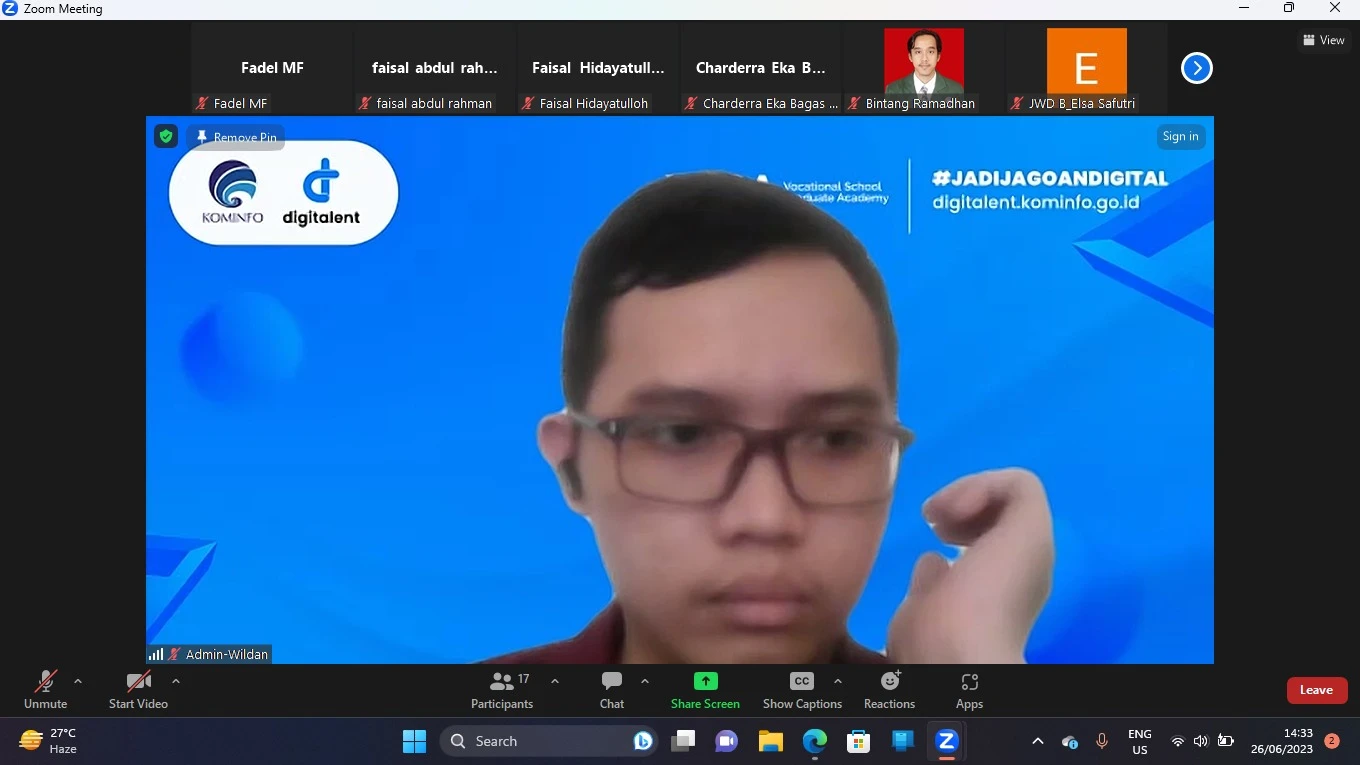 Zoom Meeting
View
Fadel MF
faisal abdul rah...
Faisal Hidayatull...
Charderra Eka B...
E
Fadel MF
faisal abdul rahman
Faisal Hidayatulloh
Charderra Eka Bagas ...
Bintang Ramadhan
JWD B_Elsa Safutri
Remove Pin
Sign in
KOMINFO
digitalent
Vocational School
Academy
#JADIJAGOANDIGITAL
digitalent.kominfo.go.id
Admin-Wildan
Unmute
Start Video
17
Participants
Chat
Share Screen
CC
Show Captions
Reactions
Apps
Leave
27°C
Haze
Search
ENG
US
14:33
26/06/2023
2